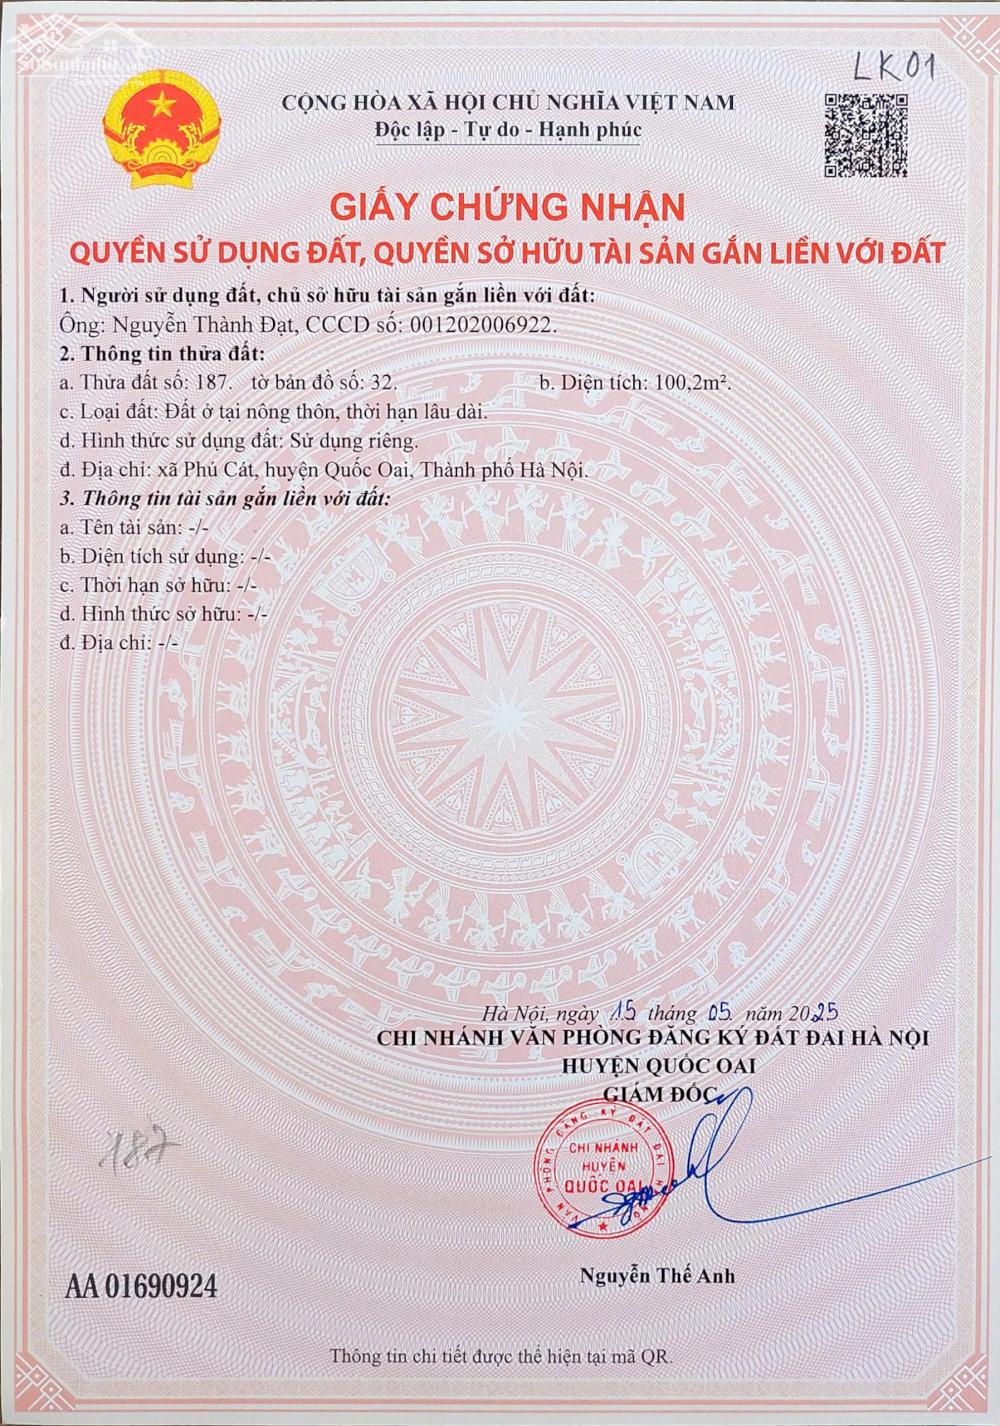 LK01
CỘNG HÒA XÃ HỘI CHỦ NGHĨA VIỆT NAM
Độc lập - Tự do - Hạnh phúc
GIẤY CHỨNG NHẬN
QUYỀN SỬ DỤNG ĐẤT, QUYỀN SỞ HỮU TÀI SẢN GẮN LIỀN VỚI ĐẤT
1. Người sử dụng đất, chủ sở hữu tài sản gắn liền với đất:
Ông: Nguyễn Thành Đạt, CCCD số: 001202006922.
2. Thông tin thửa đất:
a. Thửa đất số: 187. tờ bản đồ số: 32. b. Diện tích: 100,2m².
c. Loại đất: Đất ở tại nông thôn, thời hạn lâu dài.
d. Hình thức sử dụng đất: Sử dụng riêng.
đ. Địa chỉ: xã Phú Cát, huyện Quốc Oai, Thành phố Hà Nội.
3. Thông tin tài sản gắn liền với đất:
a. Tên tài sản: -/-
b. Diện tích sử dụng: -/-
c. Thời hạn sở hữu: -/-
d. Hình thức sở hữu: -/-
đ. Địa chỉ: -/-
Hà Nội, ngày 15 tháng 05 năm 2025
CHI NHÁNH VĂN PHÒNG ĐĂNG KÝ ĐẤT ĐAI HÀ NỘI
HUYỆN QUỐC OAI
GIÁM ĐỐC
VĂN PHÒNG ĐĂNG KÝ ĐẤT ĐAI HÀ NỘI
CHI NHÁNH
HUYỆN
QUỐC OAI
187
Nguyễn Thế Anh
AA 01690924
Thông tin chi tiết được thể hiện tại mã QR.